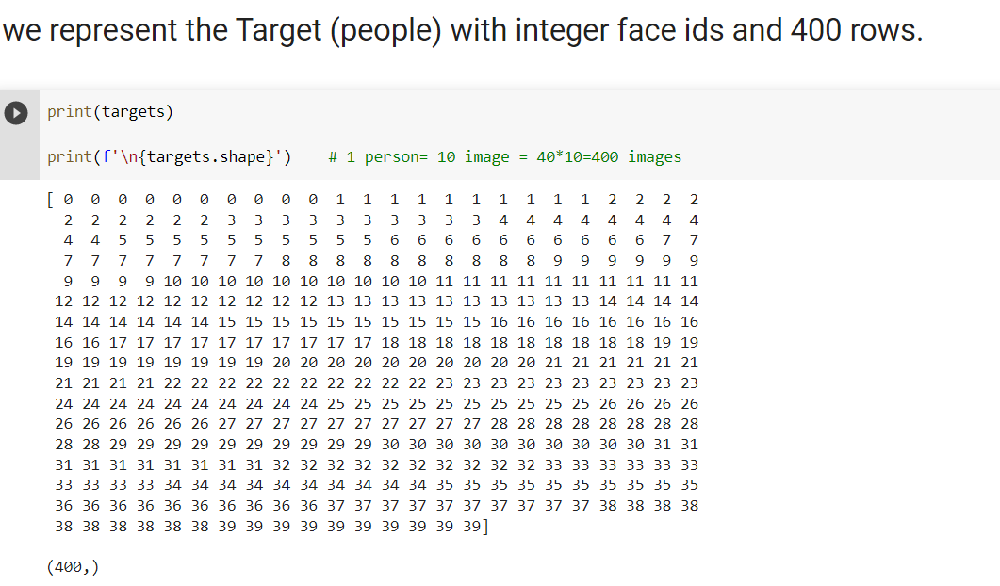 we represent the Target (people) with integer face ids and 400 rows.
print(targets)
print(f'\n{targets.shape}') # 1 person= 10 image = 40*10=400 images
[ 0 0 0 0 0 0 0 0 0 0 1 1 1 1 1 1 1 1 1 1 2 2 2 2
2 2 2 2 2 2 3 3 3 3 3 3 3 3 3 3 4 4 4 4 4 4 4 4
4 4 5 5 5 5 5 5 5 5 5 5 6 6 6 6 6 6 6 6 6 6 7 7
7 7 7 7 7 7 7 7 8 8 8 8 8 8 8 8 8 8 9 9 9 9 9 9
9 9 9 9 10 10 10 10 10 10 10 10 10 10 11 11 11 11 11 11 11 11 11 11
12 12 12 12 12 12 12 12 12 12 13 13 13 13 13 13 13 13 13 13 14 14 14 14
14 14 14 14 14 14 15 15 15 15 15 15 15 15 15 15 16 16 16 16 16 16 16 16
16 16 17 17 17 17 17 17 17 17 17 17 18 18 18 18 18 18 18 18 18 18 19 19
19 19 19 19 19 19 19 19 20 20 20 20 20 20 20 20 20 20 21 21 21 21 21 21
21 21 21 21 22 22 22 22 22 22 22 22 22 22 23 23 23 23 23 23 23 23 23 23
24 24 24 24 24 24 24 24 24 24 25 25 25 25 25 25 25 25 25 25 26 26 26 26
26 26 26 26 26 26 27 27 27 27 27 27 27 27 27 27 28 28 28 28 28 28 28 28
28 28 29 29 29 29 29 29 29 29 29 29 30 30 30 30 30 30 30 30 30 30 31 31
31 31 31 31 31 31 31 31 32 32 32 32 32 32 32 32 32 32 33 33 33 33 33 33
33 33 33 33 34 34 34 34 34 34 34 34 34 34 35 35 35 35 35 35 35 35 35 35
36 36 36 36 36 36 36 36 36 36 37 37 37 37 37 37 37 37 37 37 38 38 38 38
38 38 38 38 38 38 39 39 39 39 39 39 39 39 39 39]
(400,)